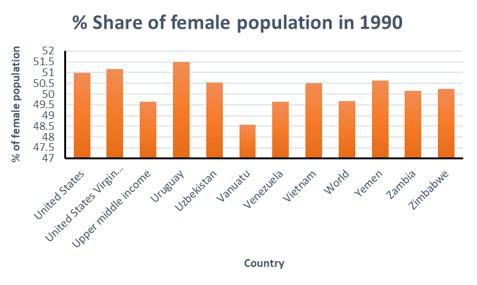 % Share of female population in 1990
% of female population
52
51.5
51
50.5
50
49.5
49
48.5
48
47.5
47
United States
United States Virgin...
Upper middle income
Uruguay
Uzbekistan
Vanuatu
Venezuela
Vietnam
World
Yemen
Zambia
Zimbabwe
Country